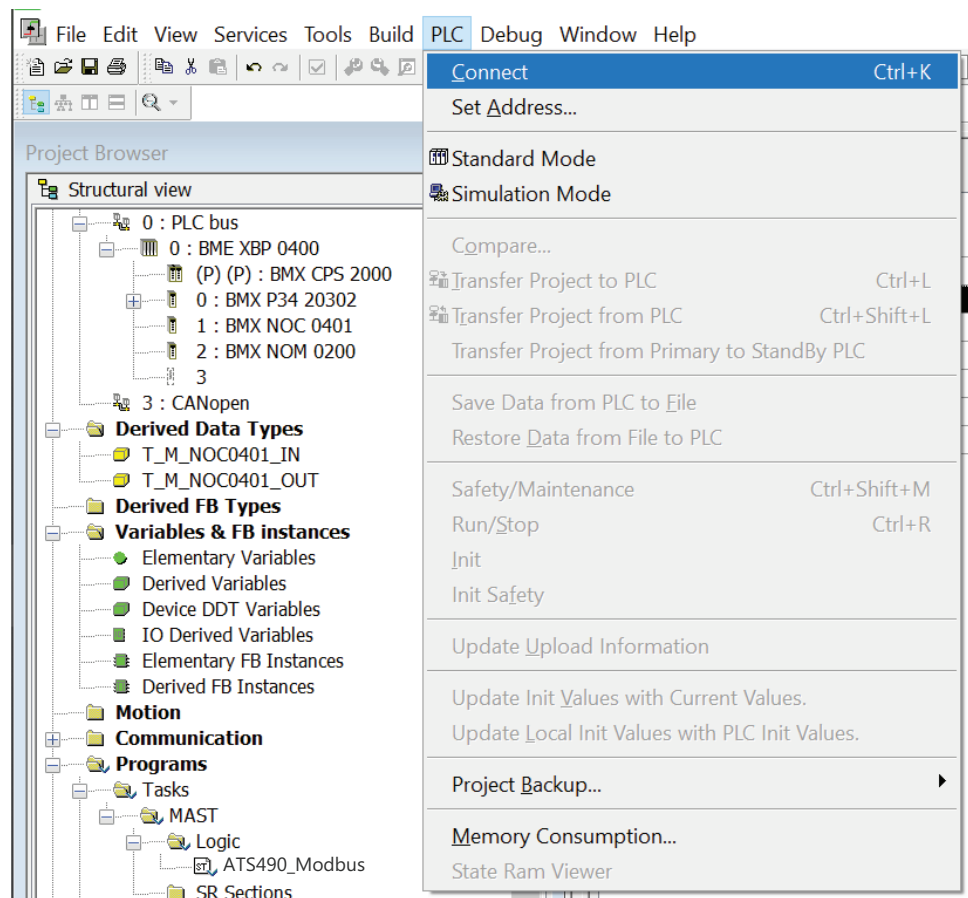 File Edit View Services Tools Build PLC Debug Window Help
Project Browser
Structural view
0 : PLC bus
0 : BME XBP 0400
(P) (P) : BMX CPS 2000
0 : BMX P34 20302
1 : BMX NOC 0401
2 : BMX NOM 0200
3
3 : CANopen
Derived Data Types
T_M_NOC0401_IN
T_M_NOC0401_OUT
Derived FB Types
Variables & FB instances
Elementary Variables
Derived Variables
Device DDT Variables
IO Derived Variables
Elementary FB Instances
Derived FB Instances
Motion
Communication
Programs
Tasks
MAST
Logic
ST ATS490_Modbus
SR Sections
Connect Ctrl+K
Set Address...
Standard Mode
Simulation Mode
Compare...
Transfer Project to PLC Ctrl+L
Transfer Project from PLC Ctrl+Shift+L
Transfer Project from Primary to StandBy PLC
Save Data from PLC to File
Restore Data from File to PLC
Safety/Maintenance Ctrl+Shift+M
Run/Stop Ctrl+R
Init
Init Safety
Update Upload Information
Update Init Values with Current Values.
Update Local Init Values with PLC Init Values.
Project Backup...
Memory Consumption...
State Ram Viewer